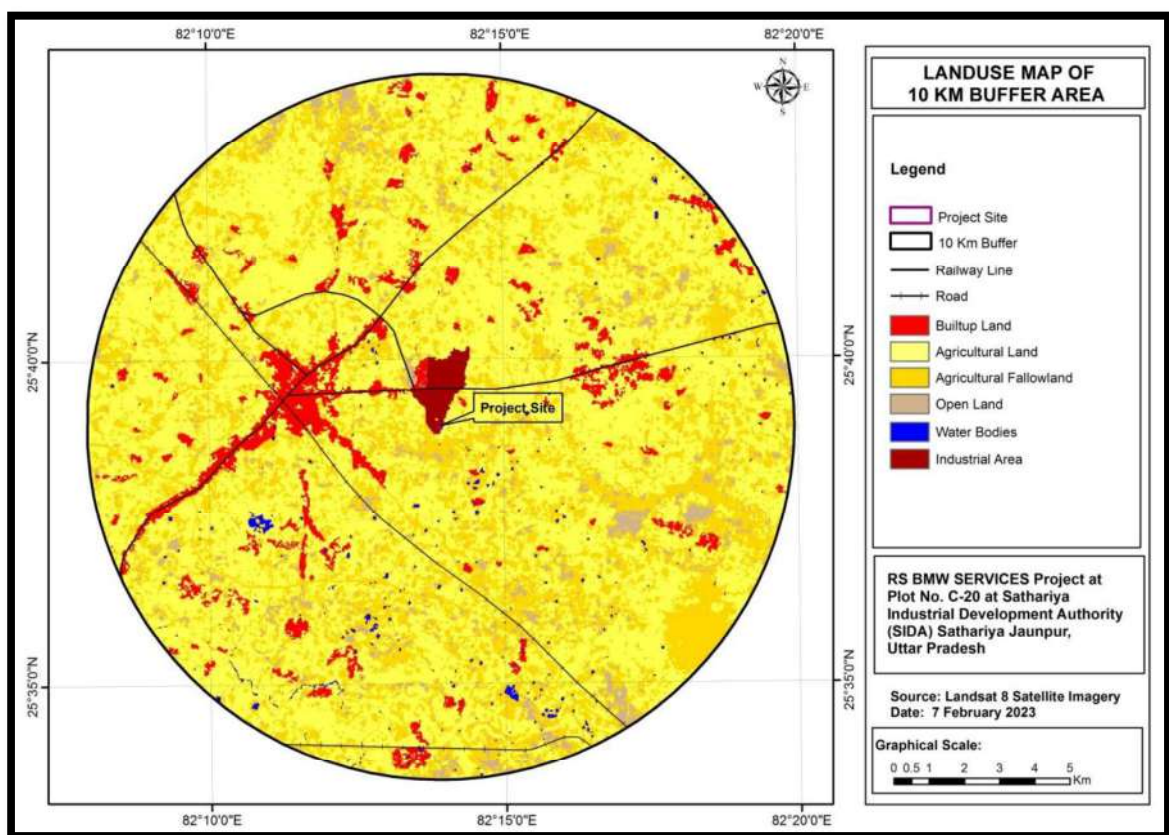 82°10'0"E
82°15'0"E
82°20'0"E
N
W E
S
25°40'0"N
25°40'0"N
Project Site
25°35'0"N
25°35'0"N
82°10'0"E
82°15'0"E
82°20'0"E
LANDUSE MAP OF
10 KM BUFFER AREA
Legend
Project Site
10 Km Buffer
Railway Line
Road
Builtup Land
Agricultural Land
Agricultural Fallowland
Open Land
Water Bodies
Industrial Area
RS BMW SERVICES Project at
Plot No. C-20 at Sathariya
Industrial Development Authority
(SIDA) Sathariya Jaunpur,
Uttar Pradesh
Source: Landsat 8 Satellite Imagery
Date: 7 February 2023
Graphical Scale:
0 0.5 1 2 3 4 5
Km